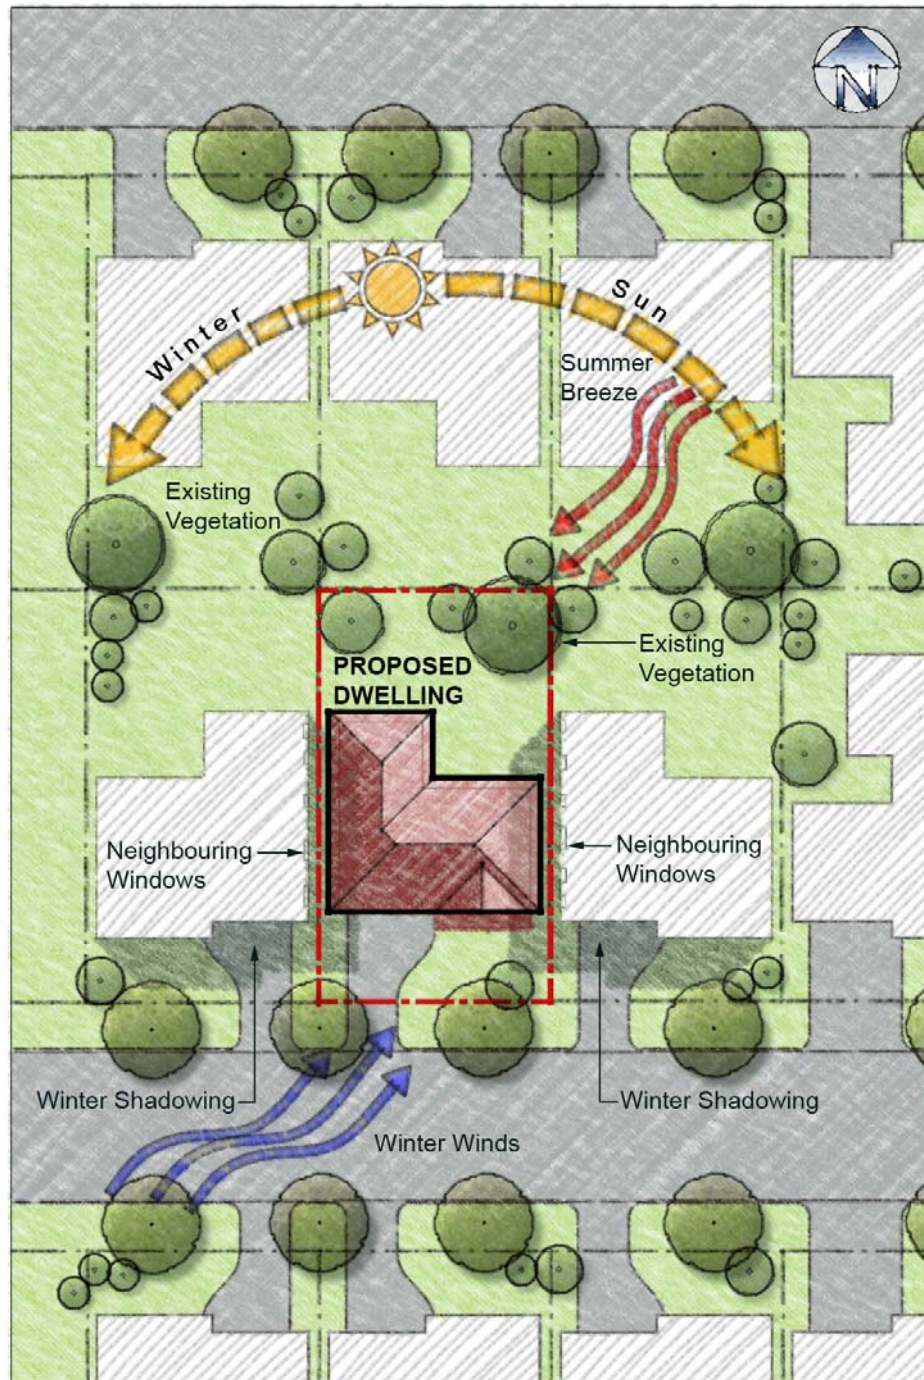 N
Winter
Sun
Summer
Breeze
Existing
Vegetation
Existing
Vegetation
PROPOSED
DWELLING
Neighbouring
Windows
Neighbouring
Windows
Winter Shadowing
Winter Shadowing
Winter Winds